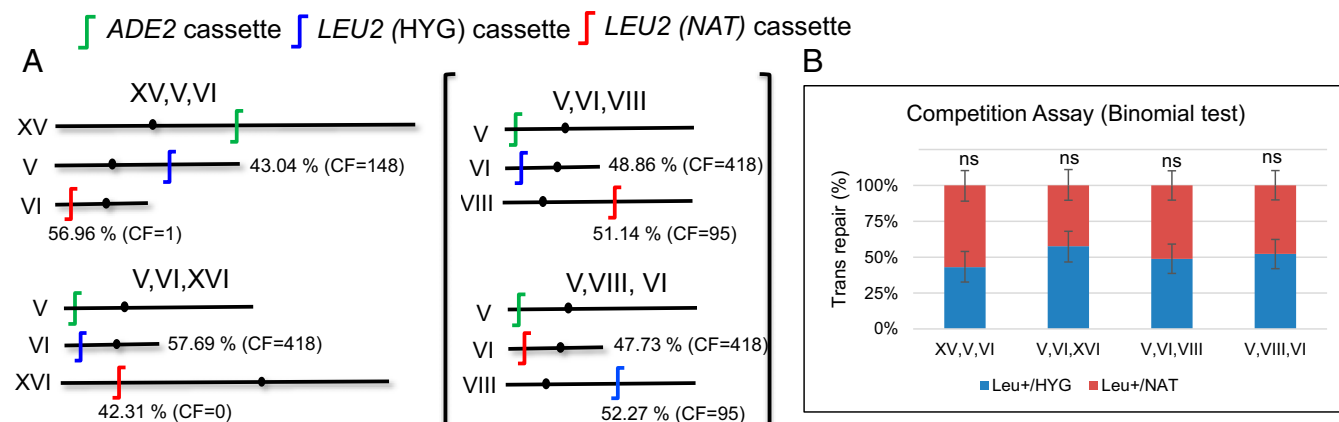 ADE2 cassette LEU2 (HYG) cassette LEU2 (NAT) cassette
A
XV,V,VI
XV
V
43.04 % (CF=148)
VI
56.96 % (CF=1)
V,VI,XVI
V
VI
57.69 % (CF=418)
XVI
42.31 % (CF=0)
V,VI,VIII
V
VI
48.86 % (CF=418)
VIII
51.14 % (CF=95)
V,VIII, VI
V
VI
47.73 % (CF=418)
VIII
52.27 % (CF=95)
B
Competition Assay (Binomial test)
Trans repair (%)
ns ns ns ns
100%
75%
50%
25%
0%
XV,V,VI V,VI,XVI V,VI,VIII V,VIII,VI
Leu+/HYG Leu+/NAT